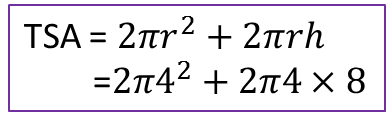 TSA = 2πr² + 2πrh
=2π4² + 2π4 × 8